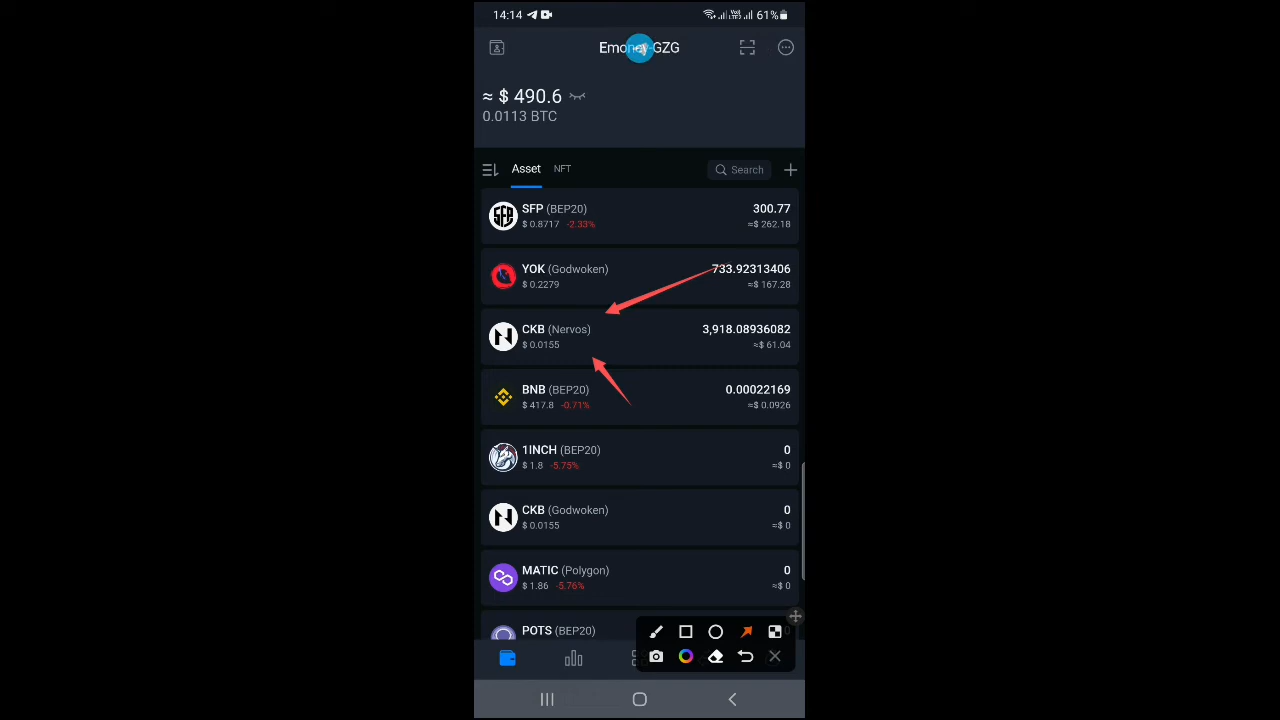 14:14 61%
Emoney-GZG
≈ $ 490.6
0.0113 BTC
Asset NFT Search
SFP (BEP20) 300.77
$ 0.8717 -2.33% ≈$ 262.18
YOK (Godwoken) 733.92313406
$ 0.2279 ≈$ 167.28
CKB (Nervos) 3,918.08936082
$ 0.0155 ≈$ 61.04
BNB (BEP20) 0.00022169
$ 417.8 -0.71% ≈$ 0.0926
1INCH (BEP20) 0
$ 1.8 -5.75% ≈$ 0
CKB (Godwoken) 0
$ 0.0155 ≈$ 0
MATIC (Polygon) 0
$ 1.86 -5.76% ≈$ 0
POTS (BEP20) 0